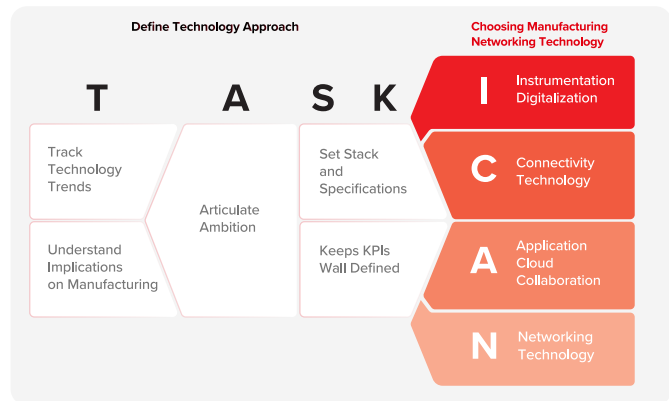 Define Technology Approach
Choosing Manufacturing
Networking Technology
T A S K
Track
Technology
Trends
Understand
Implications
on Manufacturing
Articulate
Ambition
Set Stack
and
Specifications
Keeps KPIs
Wall Defined
I
Instrumentation
Digitalization
C
Connectivity
Technology
A
Application
Cloud
Collaboration
N
Networking
Technology